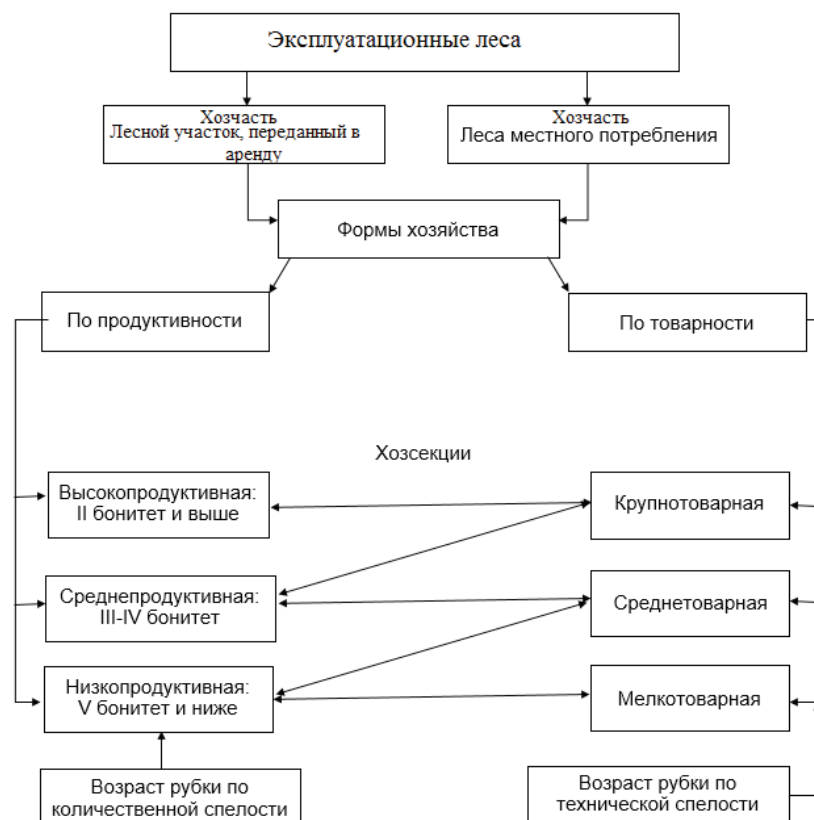 Эксплуатационные леса
Хозчасть
Лесной участок, переданный в
аренду
Хозчасть
Леса местного потребления
Формы хозяйства
По продуктивности
По товарности
Хозсекции
Высокопродуктивная:
II бонитет и выше
Крупнотоварная
Среднепродуктивная:
III-IV бонитет
Среднетоварная
Низкопродуктивная:
V бонитет и ниже
Мелкотоварная
Возраст рубки по
количественной спелости
Возраст рубки по
технической спелости